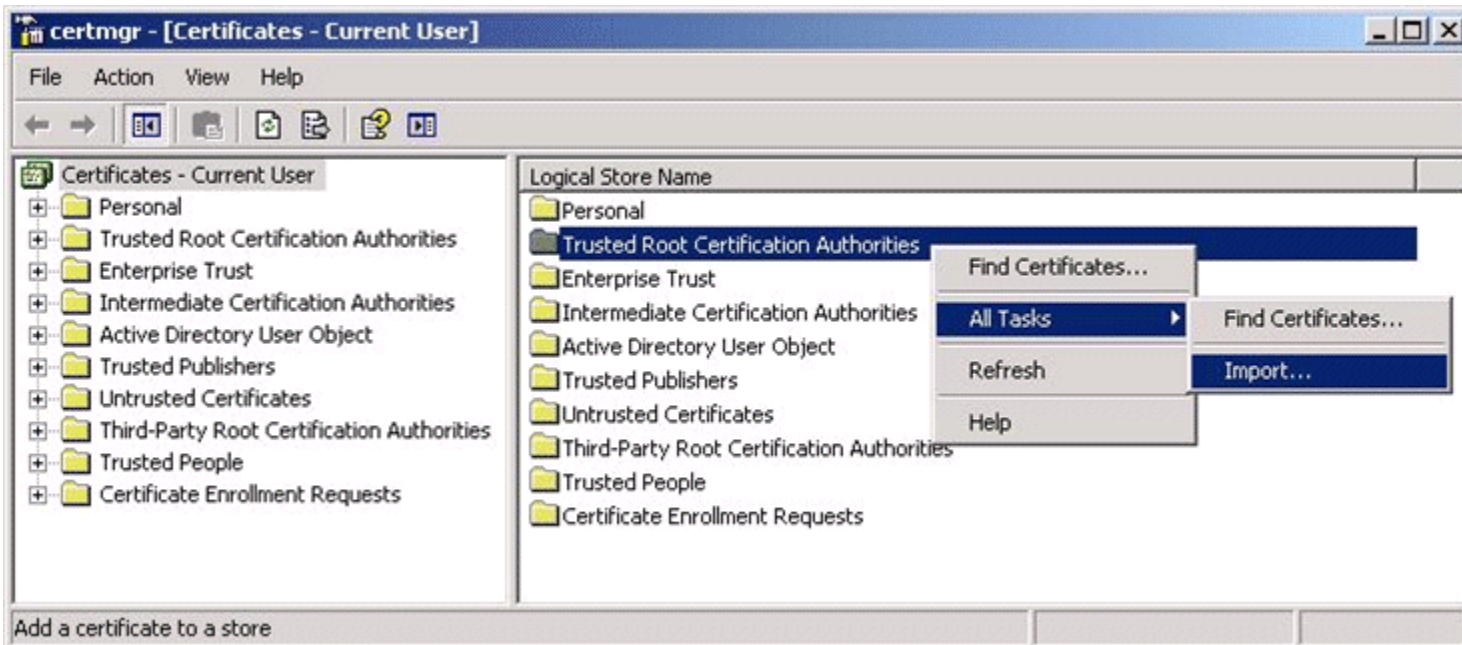 certmgr - [Certificates - Current User]
File Action View Help
Certificates - Current User
Personal
Trusted Root Certification Authorities
Enterprise Trust
Intermediate Certification Authorities
Active Directory User Object
Trusted Publishers
Untrusted Certificates
Third-Party Root Certification Authorities
Trusted People
Certificate Enrollment Requests
Logical Store Name
Personal
Trusted Root Certification Authorities
Enterprise Trust
Intermediate Certification Authorities
Active Directory User Object
Trusted Publishers
Untrusted Certificates
Third-Party Root Certification Authorities
Trusted People
Certificate Enrollment Requests
Find Certificates...
All Tasks
Refresh
Help
Find Certificates...
Import...
Add a certificate to a store